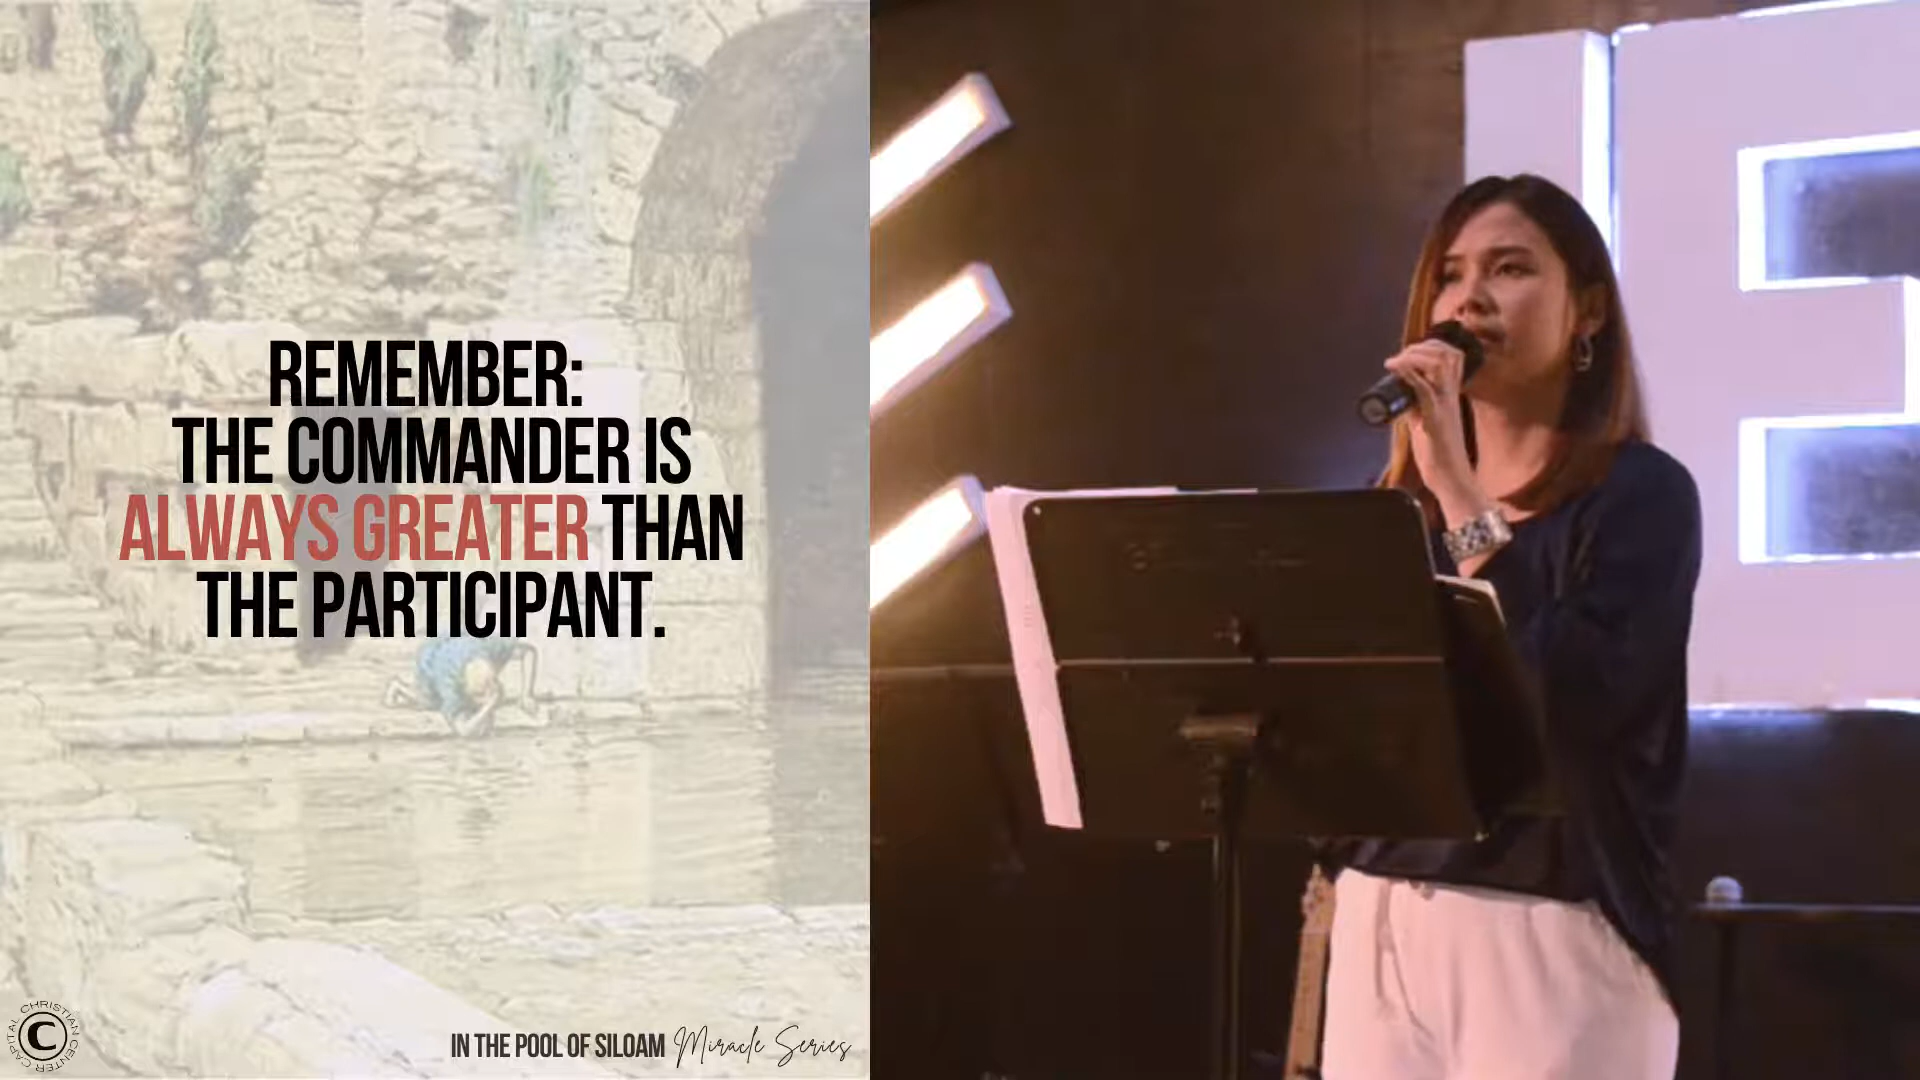 REMEMBER:
THE COMMANDER IS
ALWAYS GREATER THAN
THE PARTICIPANT.
CAPITAL CHRISTIAN CENTER
C
IN THE POOL OF SILOAM Miracle Series
E